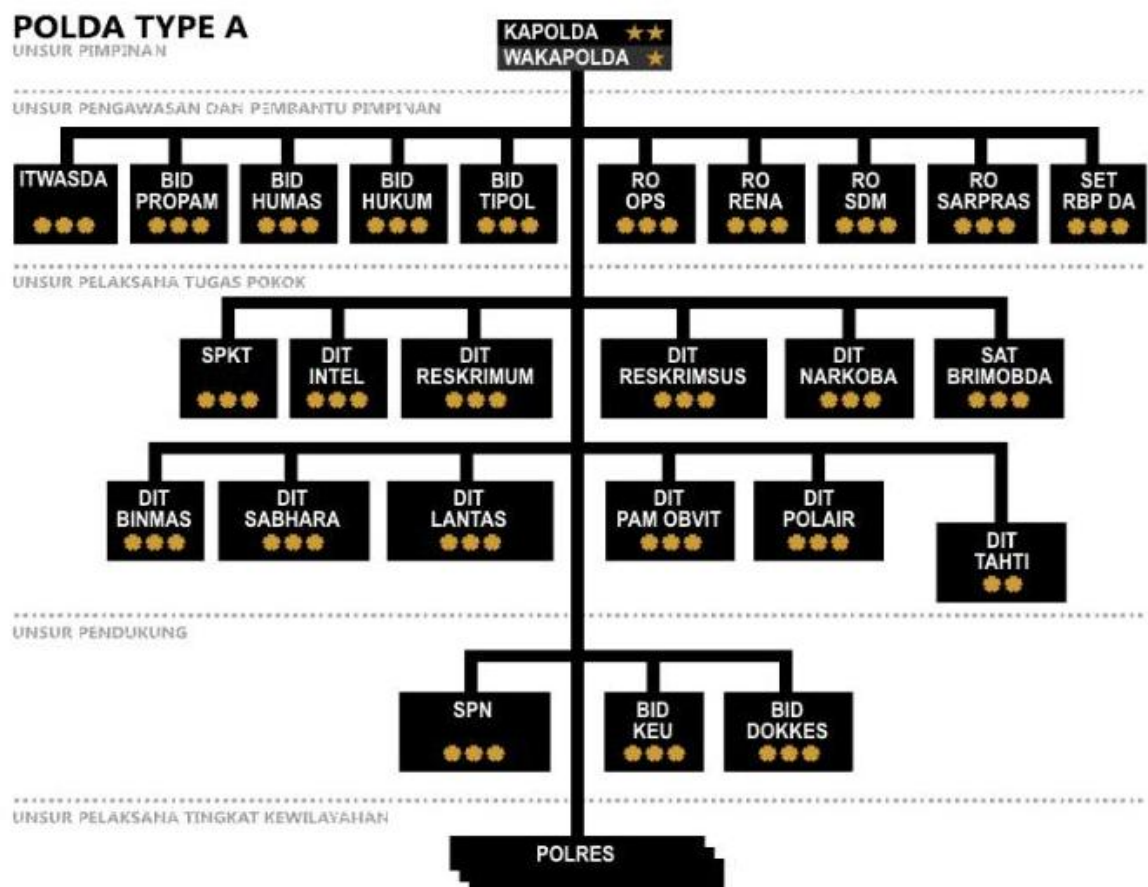 POLDA TYPE A
UNSUR PIMPINAN
KAPOLDA
WAKAPOLDA
UNSUR PENGAWASAN DAN PEMBANTU PIMPINAN
ITWASDA
BID
PROPAM
BID
HUMAS
BID
HUKUM
BID
TIPOL
RO
OPS
RO
RENA
RO
SDM
RO
SARPRAS
SET
RBP DA
UNSUR PELAKSANA TUGAS POKOK
SPKT
DIT
INTEL
DIT
RESKRIMUM
DIT
RESKRIMSUS
DIT
NARKOBA
SAT
BRIMOBDA
DIT
BINMAS
DIT
SABHARA
DIT
LANTAS
DIT
PAM OBVIT
DIT
POLAIR
DIT
TAHTI
UNSUR PENDUKUNG
SPN
BID
KEU
BID
DOKKES
UNSUR PELAKSANA TINGKAT KEWILAYAHAN
POLRES